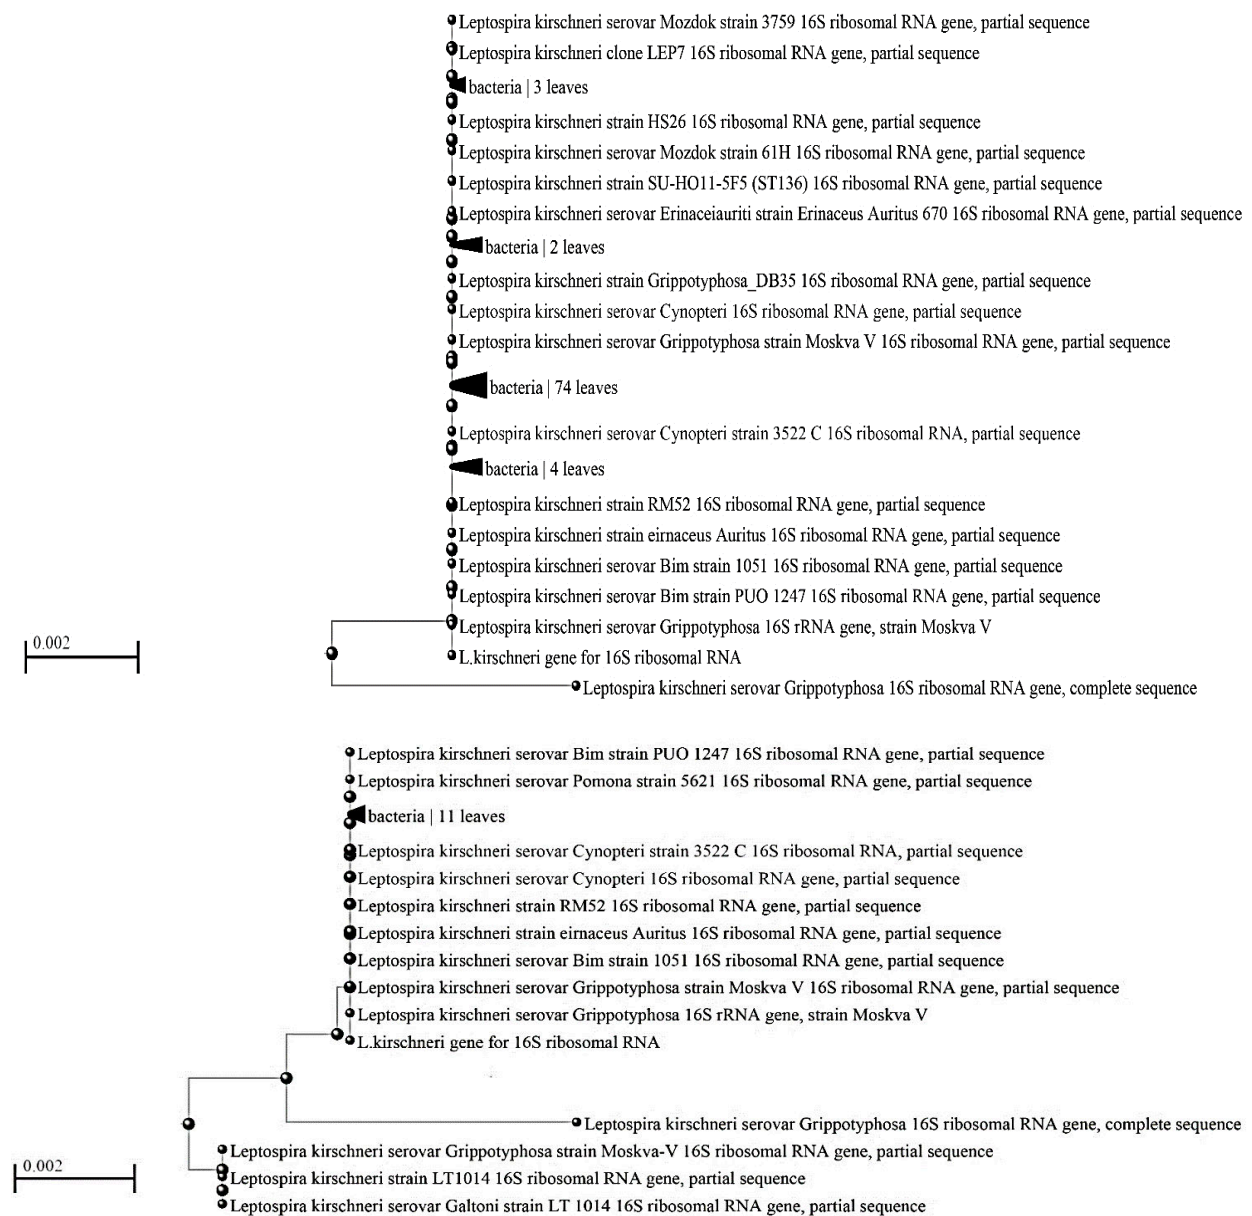 Leptospira kirschneri serovar Mozdok strain 3759 16S ribosomal RNA gene, partial sequence
Leptospira kirschneri clone LEP7 16S ribosomal RNA gene, partial sequence
bacteria | 3 leaves
Leptospira kirschneri strain HS26 16S ribosomal RNA gene, partial sequence
Leptospira kirschneri serovar Mozdok strain 61H 16S ribosomal RNA gene, partial sequence
Leptospira kirschneri strain SU-HO11-5F5 (ST136) 16S ribosomal RNA gene, partial sequence
Leptospira kirschneri serovar Erinaceiauriti strain Erinaceus Auritus 670 16S ribosomal RNA gene, partial sequence
bacteria | 2 leaves
Leptospira kirschneri strain Grippotyphosa_DB35 16S ribosomal RNA gene, partial sequence
Leptospira kirschneri serovar Cynopteri 16S ribosomal RNA gene, partial sequence
Leptospira kirschneri serovar Grippotyphosa strain Moskva V 16S ribosomal RNA gene, partial sequence
bacteria | 74 leaves
Leptospira kirschneri serovar Cynopteri strain 3522 C 16S ribosomal RNA, partial sequence
bacteria | 4 leaves
Leptospira kirschneri strain RM52 16S ribosomal RNA gene, partial sequence
Leptospira kirschneri strain eirnaceus Auritus 16S ribosomal RNA gene, partial sequence
Leptospira kirschneri serovar Bim strain 1051 16S ribosomal RNA gene, partial sequence
Leptospira kirschneri serovar Bim strain PUO 1247 16S ribosomal RNA gene, partial sequence
Leptospira kirschneri serovar Grippotyphosa 16S rRNA gene, strain Moskva V
0.002
L.kirschneri gene for 16S ribosomal RNA
Leptospira kirschneri serovar Grippotyphosa 16S ribosomal RNA gene, complete sequence
Leptospira kirschneri serovar Bim strain PUO 1247 16S ribosomal RNA gene, partial sequence
Leptospira kirschneri serovar Pomona strain 5621 16S ribosomal RNA gene, partial sequence
bacteria | 11 leaves
Leptospira kirschneri serovar Cynopteri strain 3522 C 16S ribosomal RNA, partial sequence
Leptospira kirschneri serovar Cynopteri 16S ribosomal RNA gene, partial sequence
Leptospira kirschneri strain RM52 16S ribosomal RNA gene, partial sequence
Leptospira kirschneri strain eirnaceus Auritus 16S ribosomal RNA gene, partial sequence
Leptospira kirschneri serovar Bim strain 1051 16S ribosomal RNA gene, partial sequence
Leptospira kirschneri serovar Grippotyphosa strain Moskva V 16S ribosomal RNA gene, partial sequence
Leptospira kirschneri serovar Grippotyphosa 16S rRNA gene, strain Moskva V
L.kirschneri gene for 16S ribosomal RNA
Leptospira kirschneri serovar Grippotyphosa 16S ribosomal RNA gene, complete sequence
Leptospira kirschneri serovar Grippotyphosa strain Moskva-V 16S ribosomal RNA gene, partial sequence
0.002
Leptospira kirschneri strain LT1014 16S ribosomal RNA gene, partial sequence
Leptospira kirschneri serovar Galtoni strain LT 1014 16S ribosomal RNA gene, partial sequence